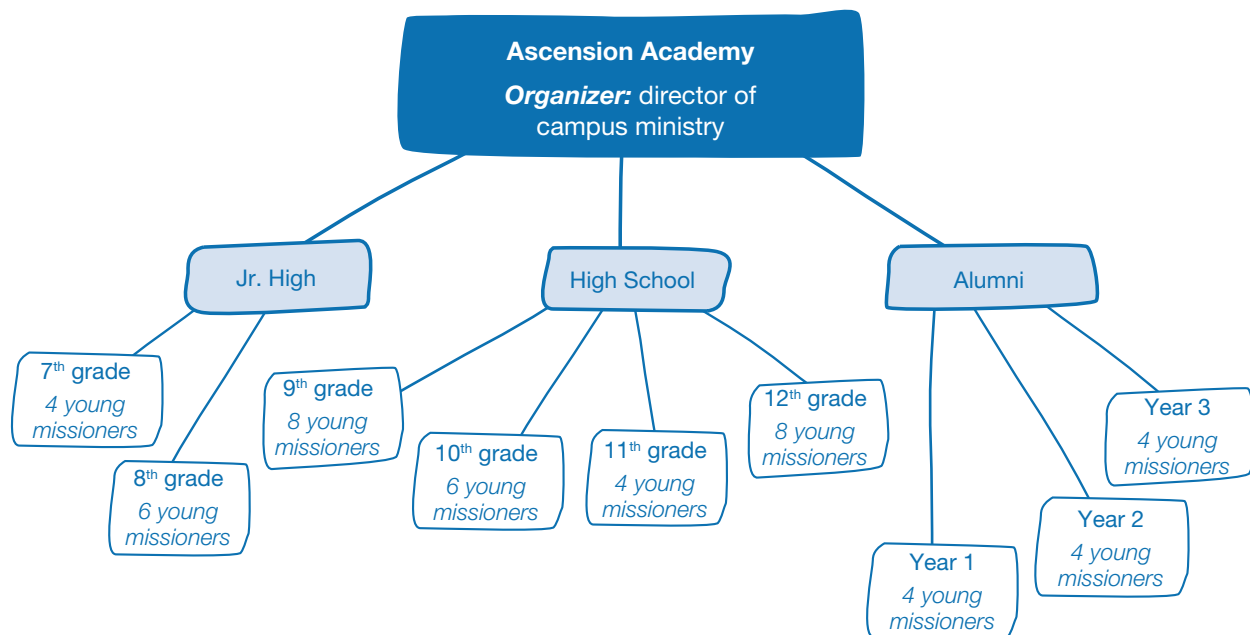 Ascension Academy
Organizer: director of
campus ministry
Jr. High
High School
Alumni
7th grade
4 young
missioners
8th grade
6 young
missioners
9th grade
8 young
missioners
10th grade
6 young
missioners
11th grade
4 young
missioners
12th grade
8 young
missioners
Year 1
4 young
missioners
Year 2
4 young
missioners
Year 3
4 young
missioners